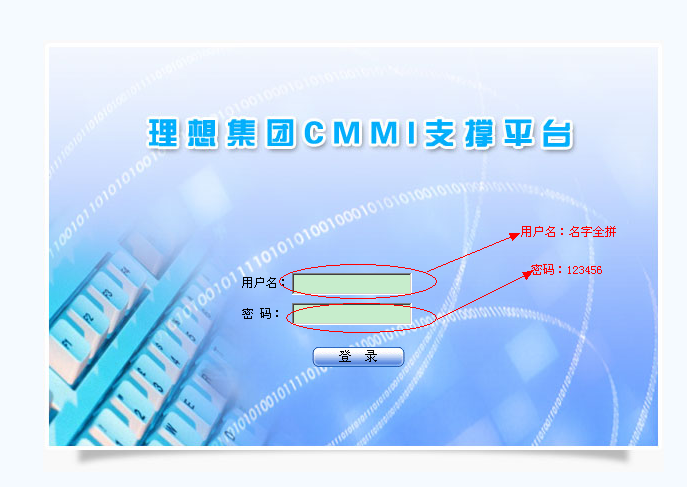 理想集团CMMI支撑平台
用户名：名字全拼
密码：123456
用户名：
密 码：
登 录